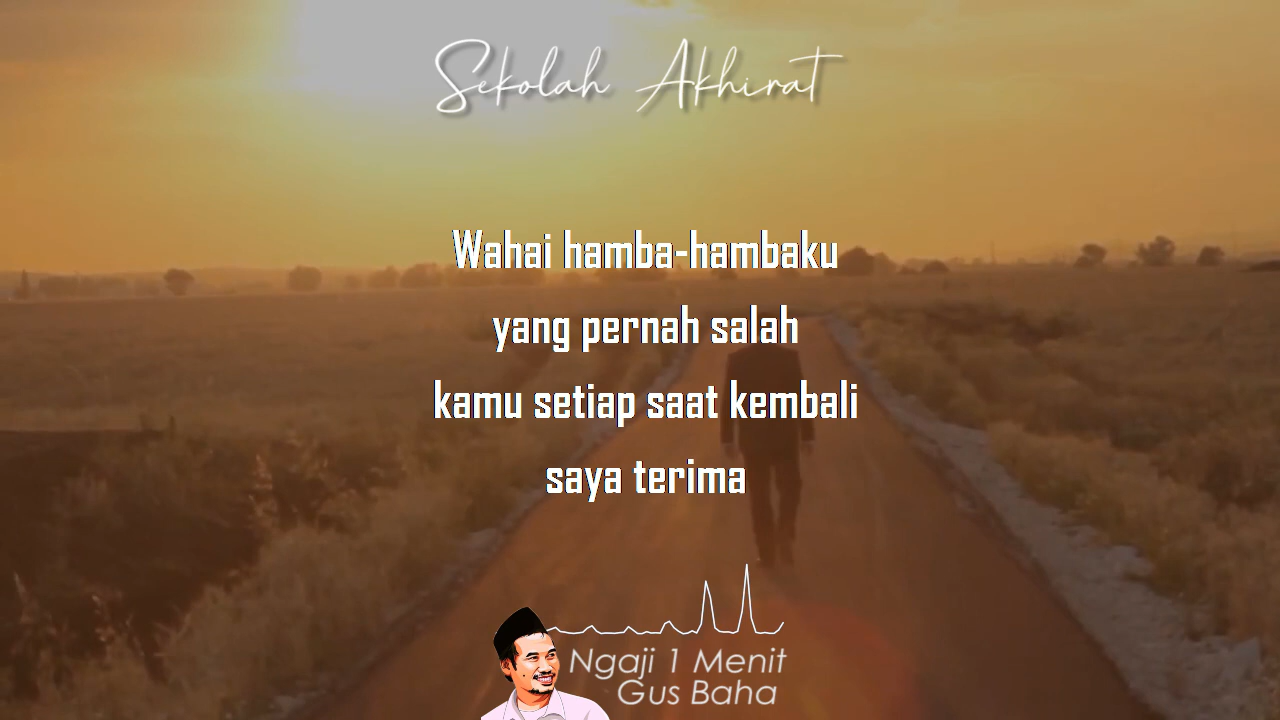 Sekolah Akhirat
Wahai hamba-hambaku
yang pernah salah
kamu setiap saat kembali
saya terima
Ngaji 1 Menit
Gus Baha